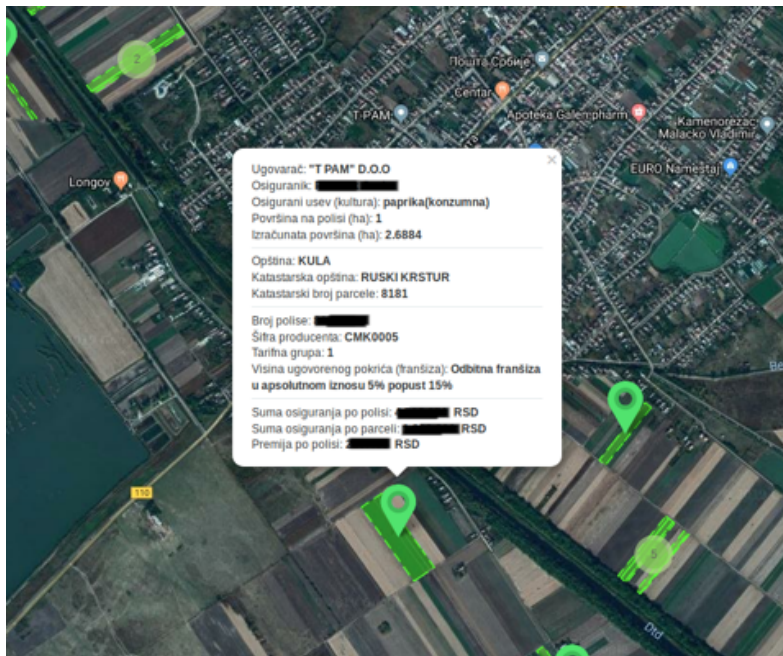 2
Пошта Србије
Centar
T-PAM
Apoteka Galempharm
Kamenorezac
Malacko Vladimir
EURO Namestaj
Longov
Ugovarač: "T PAM" D.O.O
Osiguranik:
Osigurani usev (kultura): paprika(konzumna)
Površina na polisi (ha): 1
Izračunata površina (ha): 2.6884
Opština: KULA
Katastarska opština: RUSKI KRSTUR
Katastarski broj parcele: 8181
Broj polise:
Šifra producenta: CMK0005
Tarifna grupa: 1
Visina ugovorenog pokrića (franšiza): Odbitna franšiza
u apsolutnom iznosu 5% popust 15%
Suma osiguranja po polisi: RSD
Suma osiguranja po parceli: RSD
Premija po polisi: RSD
110
5
Dtd